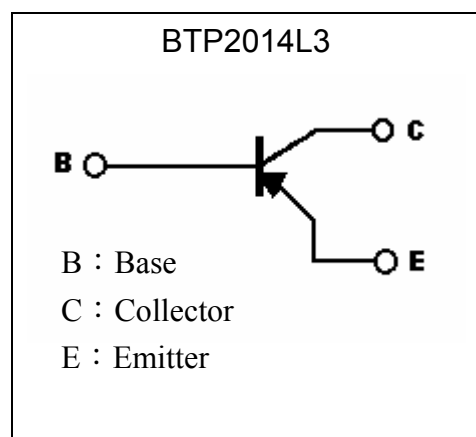 BTP2014L3
C
B
E
B：Base
C：Collector
E：Emitter